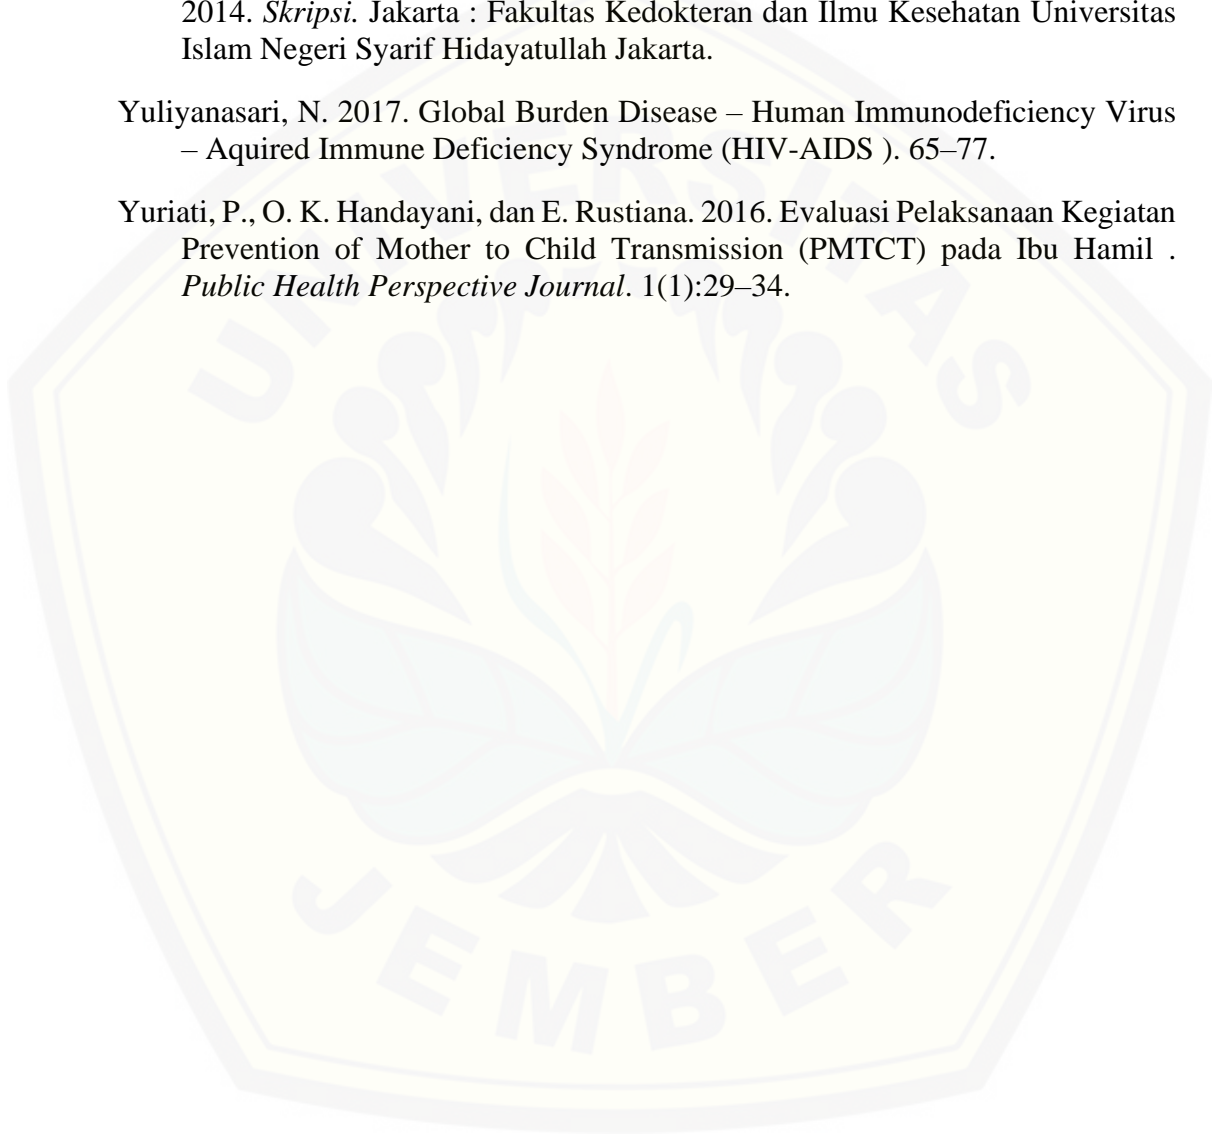 2014. Skripsi. Jakarta : Fakultas Kedokteran dan Ilmu Kesehatan Universitas
Islam Negeri Syarif Hidayatullah Jakarta.
Yuliyanasari, N. 2017. Global Burden Disease – Human Immunodeficiency Virus
– Aquired Immune Deficiency Syndrome (HIV-AIDS ). 65–77.
Yuriati, P., O. K. Handayani, dan E. Rustiana. 2016. Evaluasi Pelaksanaan Kegiatan
Prevention of Mother to Child Transmission (PMTCT) pada Ibu Hamil .
Public Health Perspective Journal. 1(1):29–34.
UNIVERSITAS
JEMBER